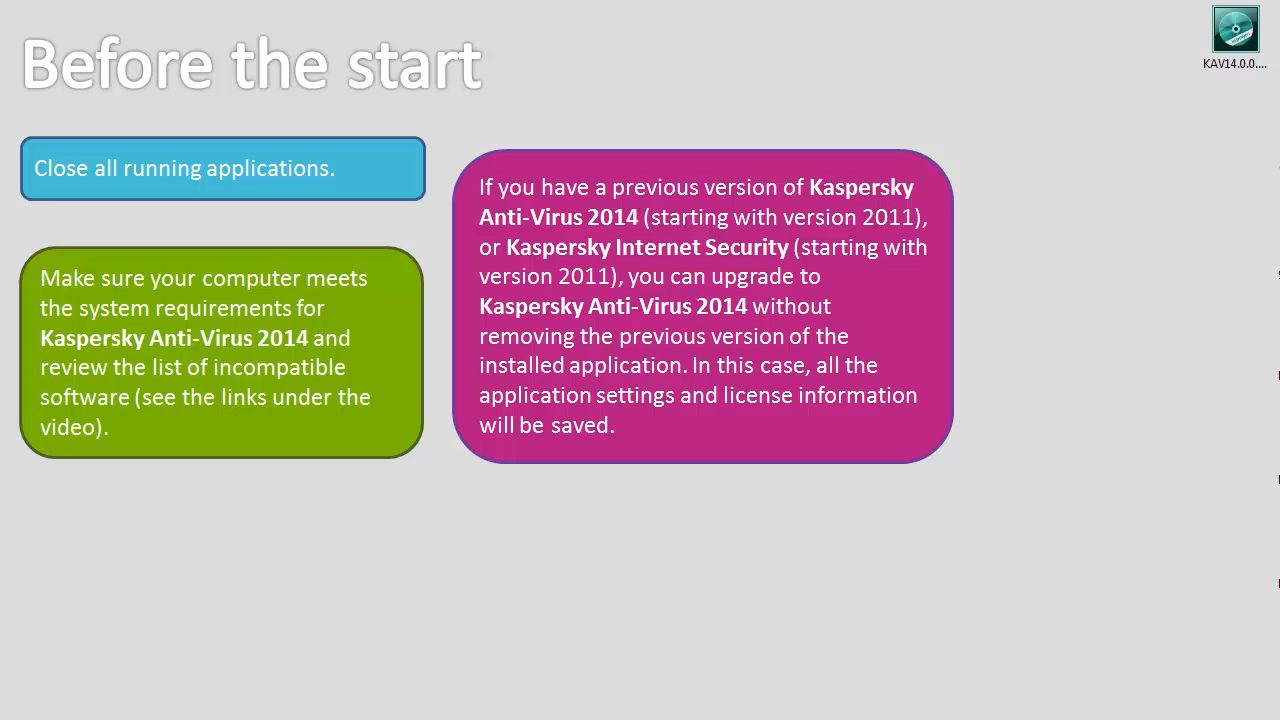 Before the start
KAV14.0.0....
Close all running applications.
Make sure your computer meets
the system requirements for
Kaspersky Anti-Virus 2014 and
review the list of incompatible
software (see the links under the
video).
If you have a previous version of Kaspersky
Anti-Virus 2014 (starting with version 2011),
or Kaspersky Internet Security (starting with
version 2011), you can upgrade to
Kaspersky Anti-Virus 2014 without
removing the previous version of the
installed application. In this case, all the
application settings and license information
will be saved.